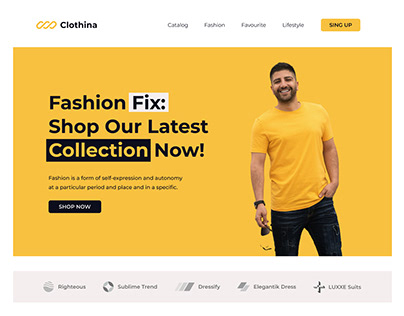 Clothina
Catalog
Fashion
Favourite
Lifestyle
SING UP
Fashion Fix:
Shop Our Latest
Collection Now!
Fashion is a form of self-expression and autonomy
at a particular period and place and in a specific.
SHOP NOW
Righteous
Sublime Trend
Dressify
Elegantik Dress
LUXXE Suits